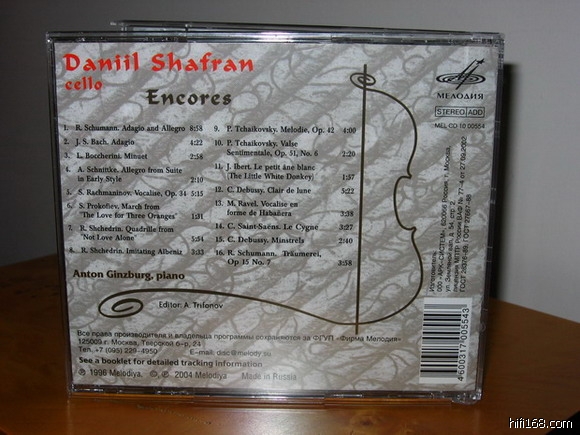 Daniil Shafran
cello
Encores
МЕЛОДИЯ
STEREO ADD
MEL CD 10 00554
1. R. Schumann. Adagio and Allegro 8:58
2. J. S. Bach. Adagio 4:23
3. L. Boccherini. Minuet 2:58
4. A. Schnittke. Allegro from Suite
in Early Style 2:10
5. S. Rachmaninov. Vocalise, Op. 34 5:15
6. S. Prokofiev. March from
"The Love for Three Oranges" 1:31
7. R. Shchedrin. Quadrille from
"Not Love Alone" 1:54
8. R. Shchedrin. Imitating Albeniz
9. P. Tchaikovsky. Melodie, Op. 42 4:00
10. P. Tchaikovsky. Valse
Sentimentale, Op. 51, No. 6 2:20
11. J. Ibert. Le petit âne blanc
(The Little White Donkey)
12. C. Debussy. Clair de lune 5:22
13. M. Ravel. Vocalise en
forme de Habañera 3:38
14. C. Saint-Saëns. Le Cygne 3:27
15. C. Debussy. Minstrels
16. R. Schumann. Träumerei,
Op 15 No. 7 3:58
Anton Ginzburg, piano
Editor: A. Trifonov
Все права производителя и владельца программы сохраняются за ФГУП «Фирма Мелодия»
125009 г. Москва, Тверской б-р, 24
Тел. +7 (095) 229-4950 E-mail: disc@melody.su
See a booklet for detailed tracking information
℗ 1996 Melodiya, © ℗ 2004 Melodiya Made in Russia
4 600317 005543
hifi168.com